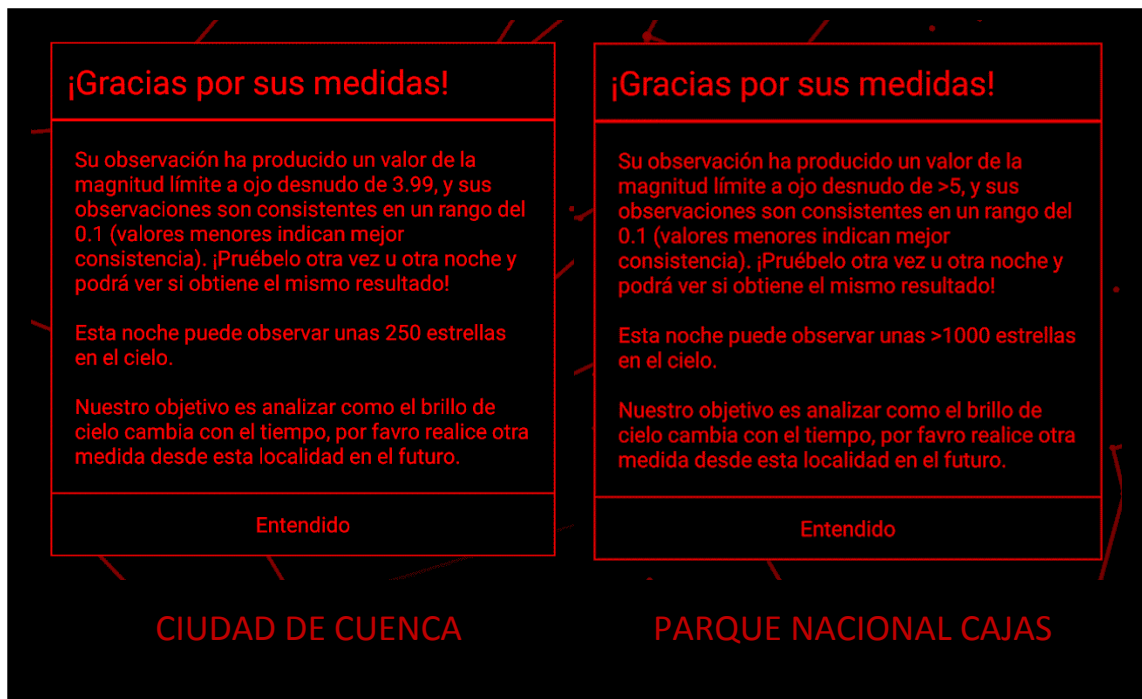 ¡Gracias por sus medidas!
Su observación ha producido un valor de la
magnitud límite a ojo desnudo de 3.99, y sus
observaciones son consistentes en un rango del
0.1 (valores menores indican mejor
consistencia). ¡Pruébelo otra vez u otra noche y
podrá ver si obtiene el mismo resultado!
Esta noche puede observar unas 250 estrellas
en el cielo.
Nuestro objetivo es analizar como el brillo de
cielo cambia con el tiempo, por favro realice otra
medida desde esta localidad en el futuro.
Entendido
CIUDAD DE CUENCA
¡Gracias por sus medidas!
Su observación ha producido un valor de la
magnitud límite a ojo desnudo de >5, y sus
observaciones son consistentes en un rango del
0.1 (valores menores indican mejor
consistencia). ¡Pruébelo otra vez u otra noche y
podrá ver si obtiene el mismo resultado!
Esta noche puede observar unas >1000 estrellas
en el cielo.
Nuestro objetivo es analizar como el brillo de
cielo cambia con el tiempo, por favro realice otra
medida desde esta localidad en el futuro.
Entendido
PARQUE NACIONAL CAJAS